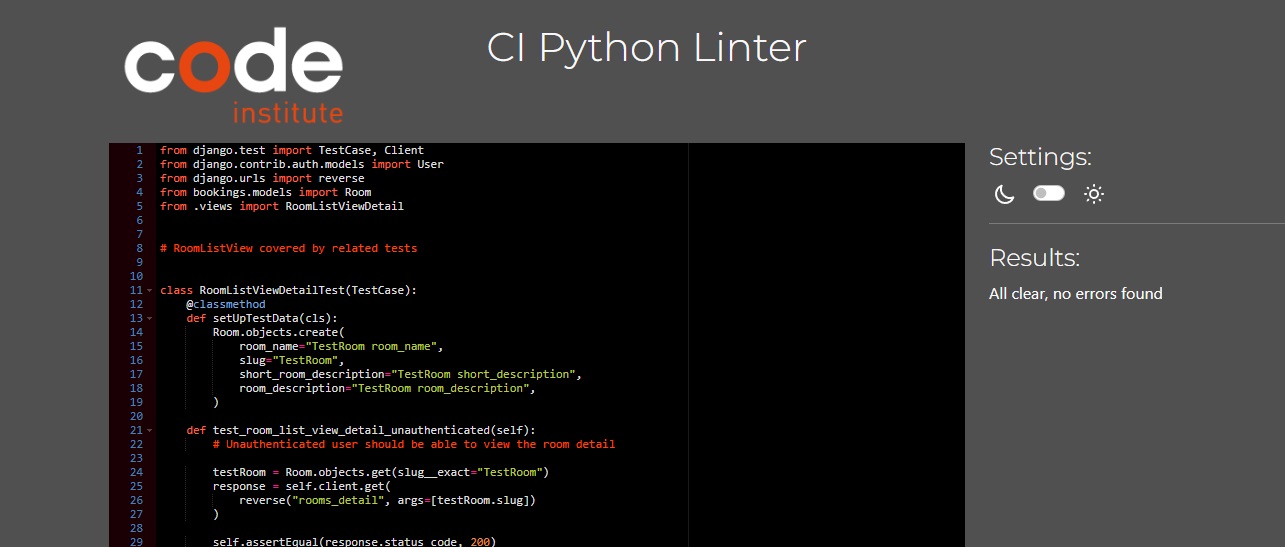 code
institute
CI Python Linter
1 from django.test import TestCase, Client
2 from django.contrib.auth.models import User
3 from django.urls import reverse
4 from bookings.models import Room
5 from .views import RoomListViewDetail
6
7
8 # RoomListView covered by related tests
9
10
11 class RoomListViewDetailTest(TestCase):
12     @classmethod
13     def setUpTestData(cls):
14         Room.objects.create(
15             room_name="TestRoom room_name",
16             slug="TestRoom",
17             short_room_description="TestRoom short_description",
18             room_description="TestRoom room_description",
19         )
20
21     def test_room_list_view_detail_unauthenticated(self):
22         # Unauthenticated user should be able to view the room detail
23
24         testRoom = Room.objects.get(slug__exact="TestRoom")
25         response = self.client.get(
26             reverse("rooms_detail", args=[testRoom.slug])
27         )
28
29         self.assertEqual(response.status_code, 200)
Settings:
Results:
All clear, no errors found